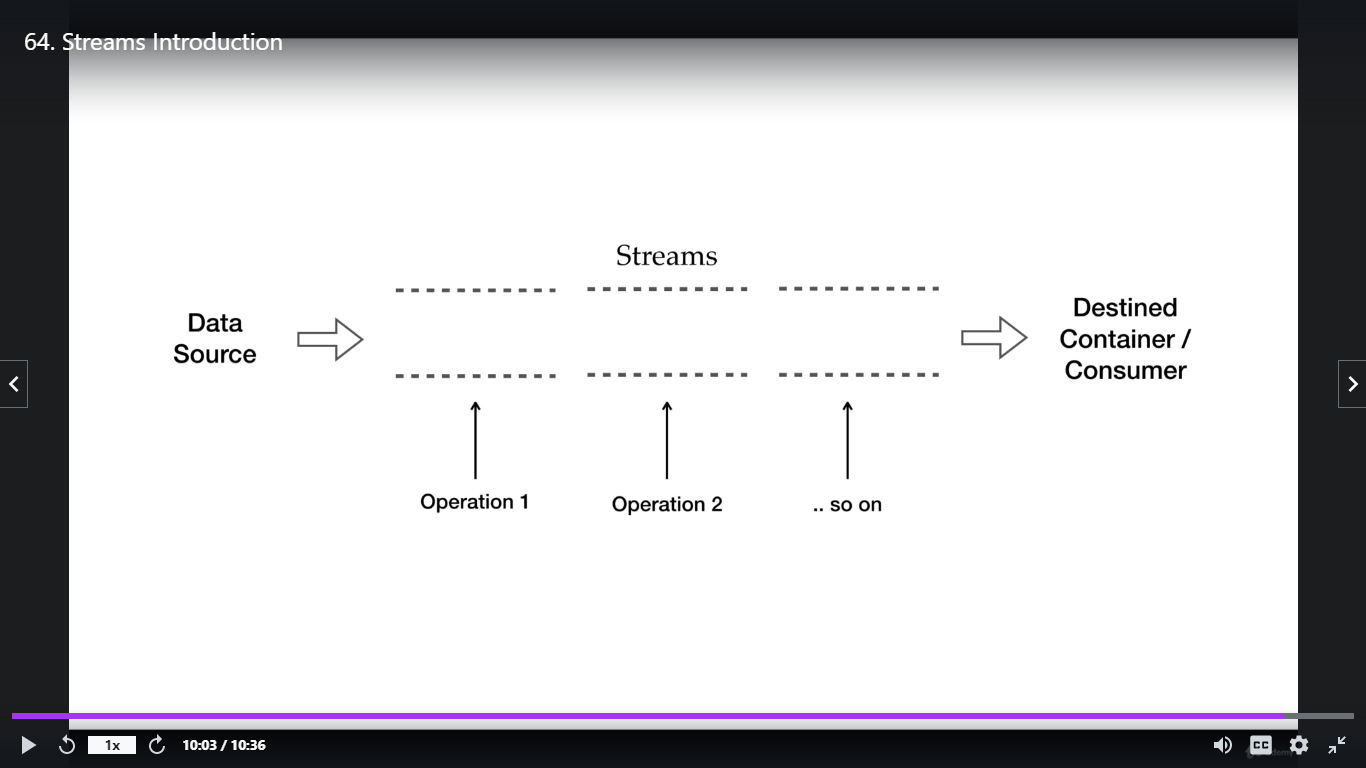 64. Streams Introduction
Streams
Data
Source
Destined
Container /
Consumer
Operation 1
Operation 2
.. so on
1x
10:03 / 10:36
CC